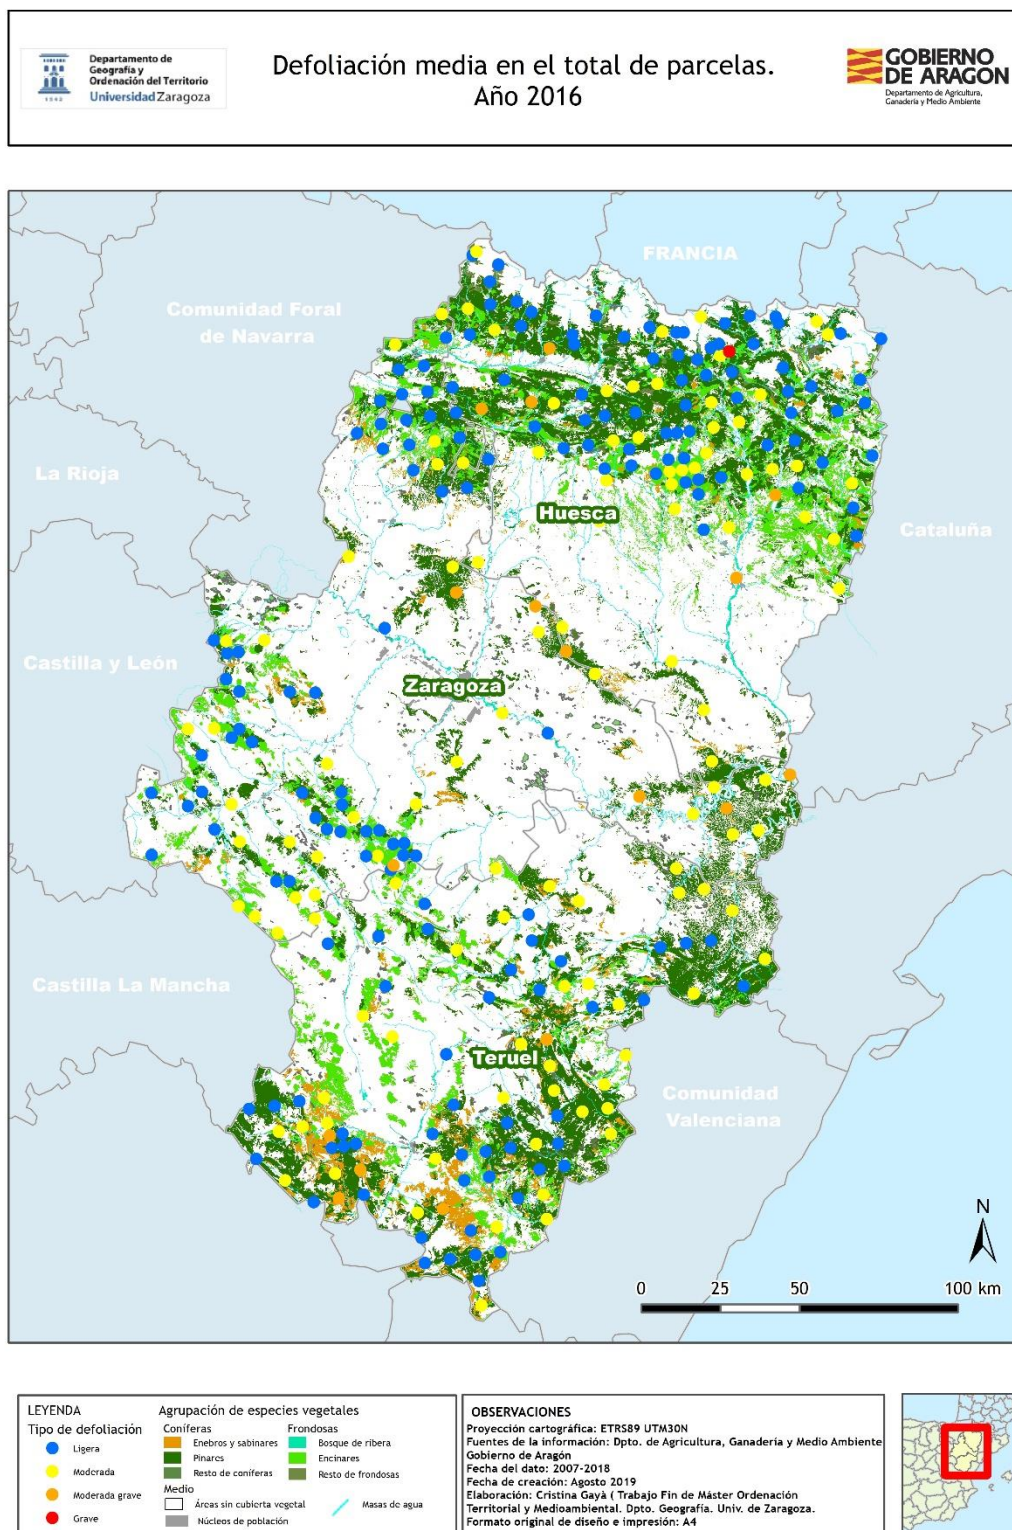 Departamento de
Geografía y
Ordenación del Territorio
Universidad Zaragoza
1542
Defoliación media en el total de parcelas.
Año 2016
GOBIERNO
DE ARAGON
Departamento de Agricultura,
Ganadería y Medio Ambiente
FRANCIA
Comunidad Foral
de Navarra
La Rioja
Huesca
Cataluña
Castilla y León
Zaragoza
Castilla La Mancha
Teruel
Comunidad
Valenciana
N
0 25 50 100 km
LEYENDA
Tipo de defoliación
Ligera
Moderada
Moderada grave
Grave
Agrupación de especies vegetales
Coníferas
Enebros y sabinares
Pinares
Resto de coníferas
Frondosas
Bosque de ribera
Encinares
Resto de frondosas
Medio
Áreas sin cubierta vegetal
Masas de agua
Núcleos de población
OBSERVACIONES
Proyección cartográfica: ETRS89 UTM30N
Fuentes de la información: Dpto. de Agricultura, Ganadería y Medio Ambiente
Gobierno de Aragón
Fecha del dato: 2007-2018
Fecha de creación: Agosto 2019
Elaboración: Cristina Gayà ( Trabajo Fin de Máster Ordenación
Territorial y Medioambiental. Dpto. Geografía. Univ. de Zaragoza.
Formato original de diseño e impresión: A4